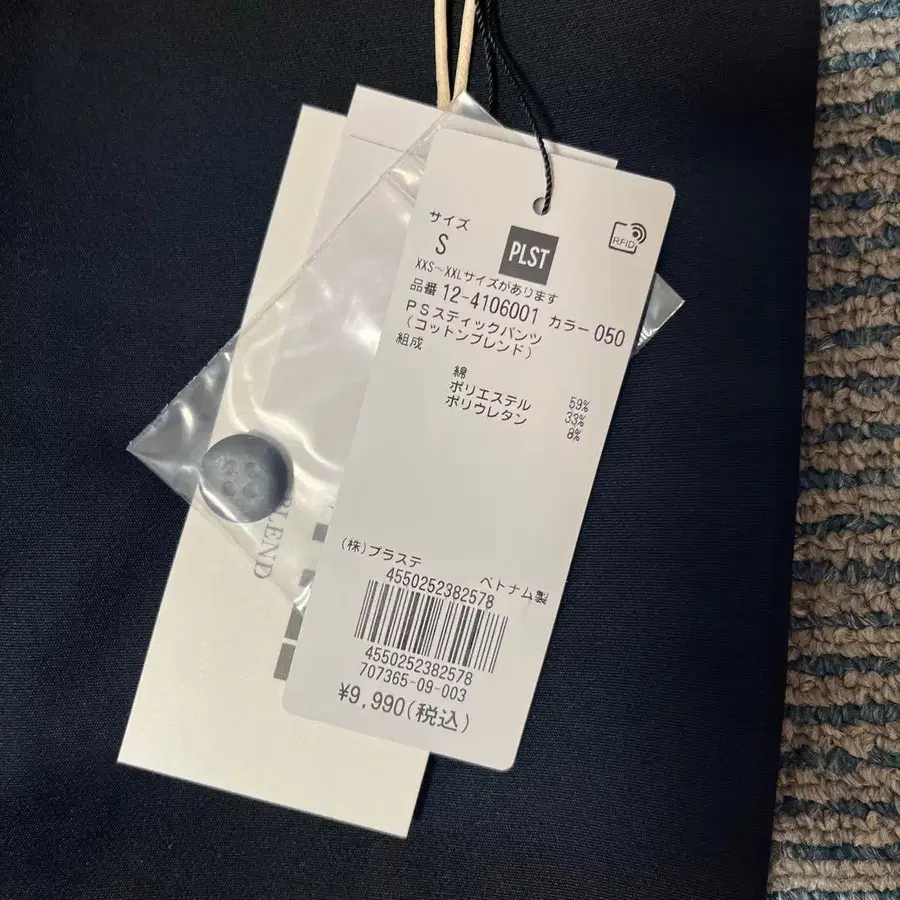 サイズ
S
PLST
RFID
XXS～XXLサイズがあります
品番 12-4106001 カラー 050
PSスティックパンツ
(コットンブレンド)
組成
綿 59%
ポリエステル 33%
ポリウレタン 8%
(株)プラステ ベトナム製
4550252382578
4550252382578
707365-09-003
¥9,990(税込)
BLEND